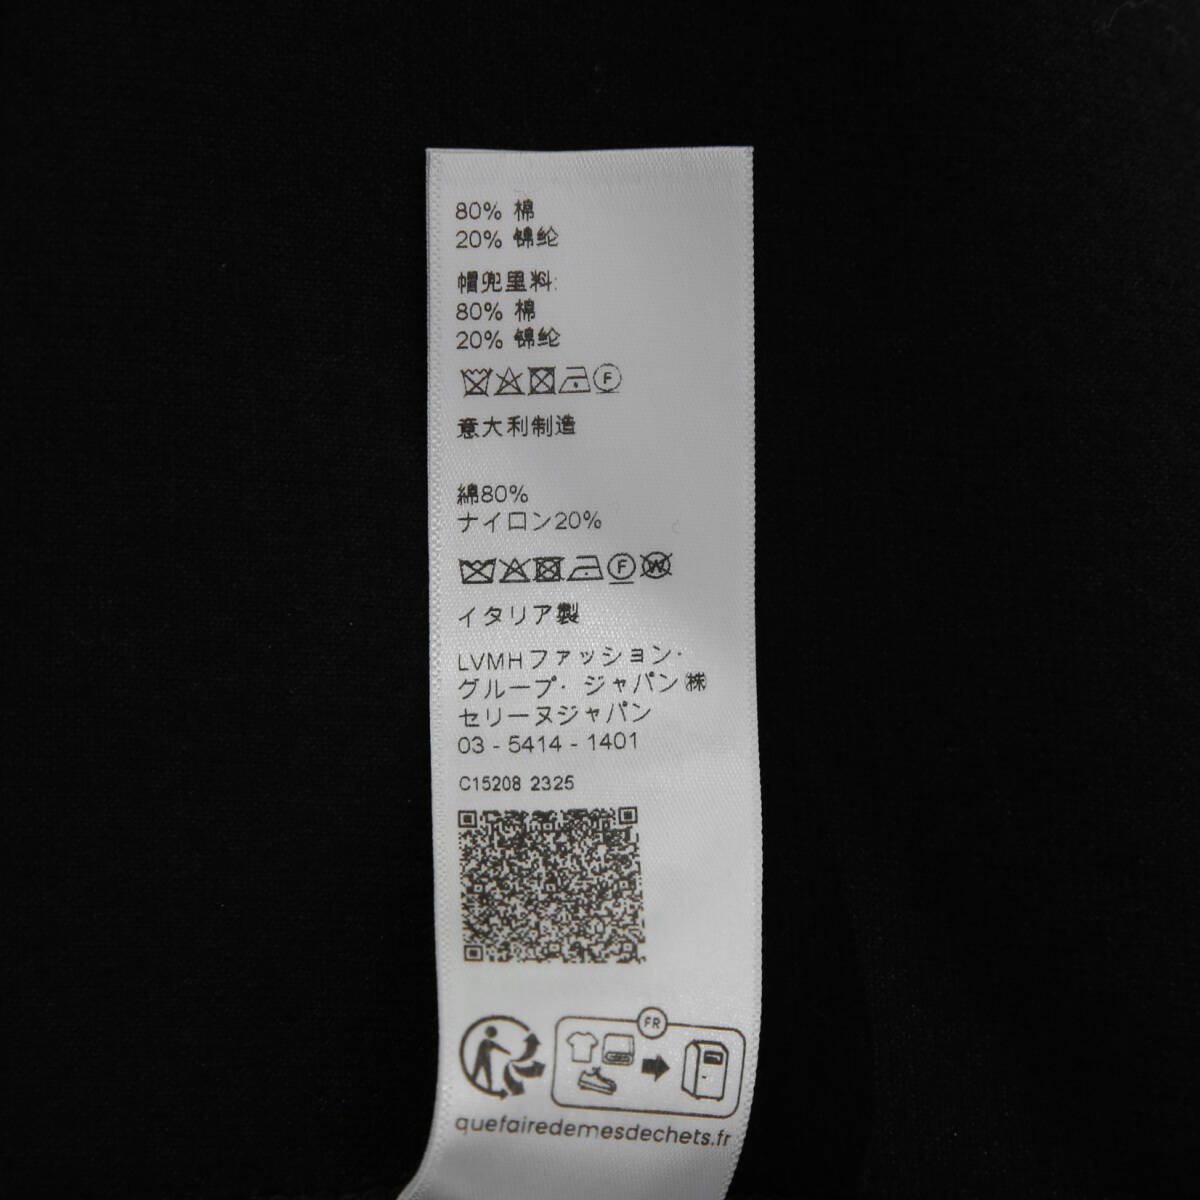 80% 棉
20% 锦纶
帽兜里料:
80% 棉
20% 锦纶
F
意大利制造
綿80%
ナイロン20%
F W
イタリア製
LVMHファッション・
グループ・ジャパン㈱
セリーヌジャパン
03 - 5414 - 1401
C15208 2325
FR
quefairedemesdechets.fr